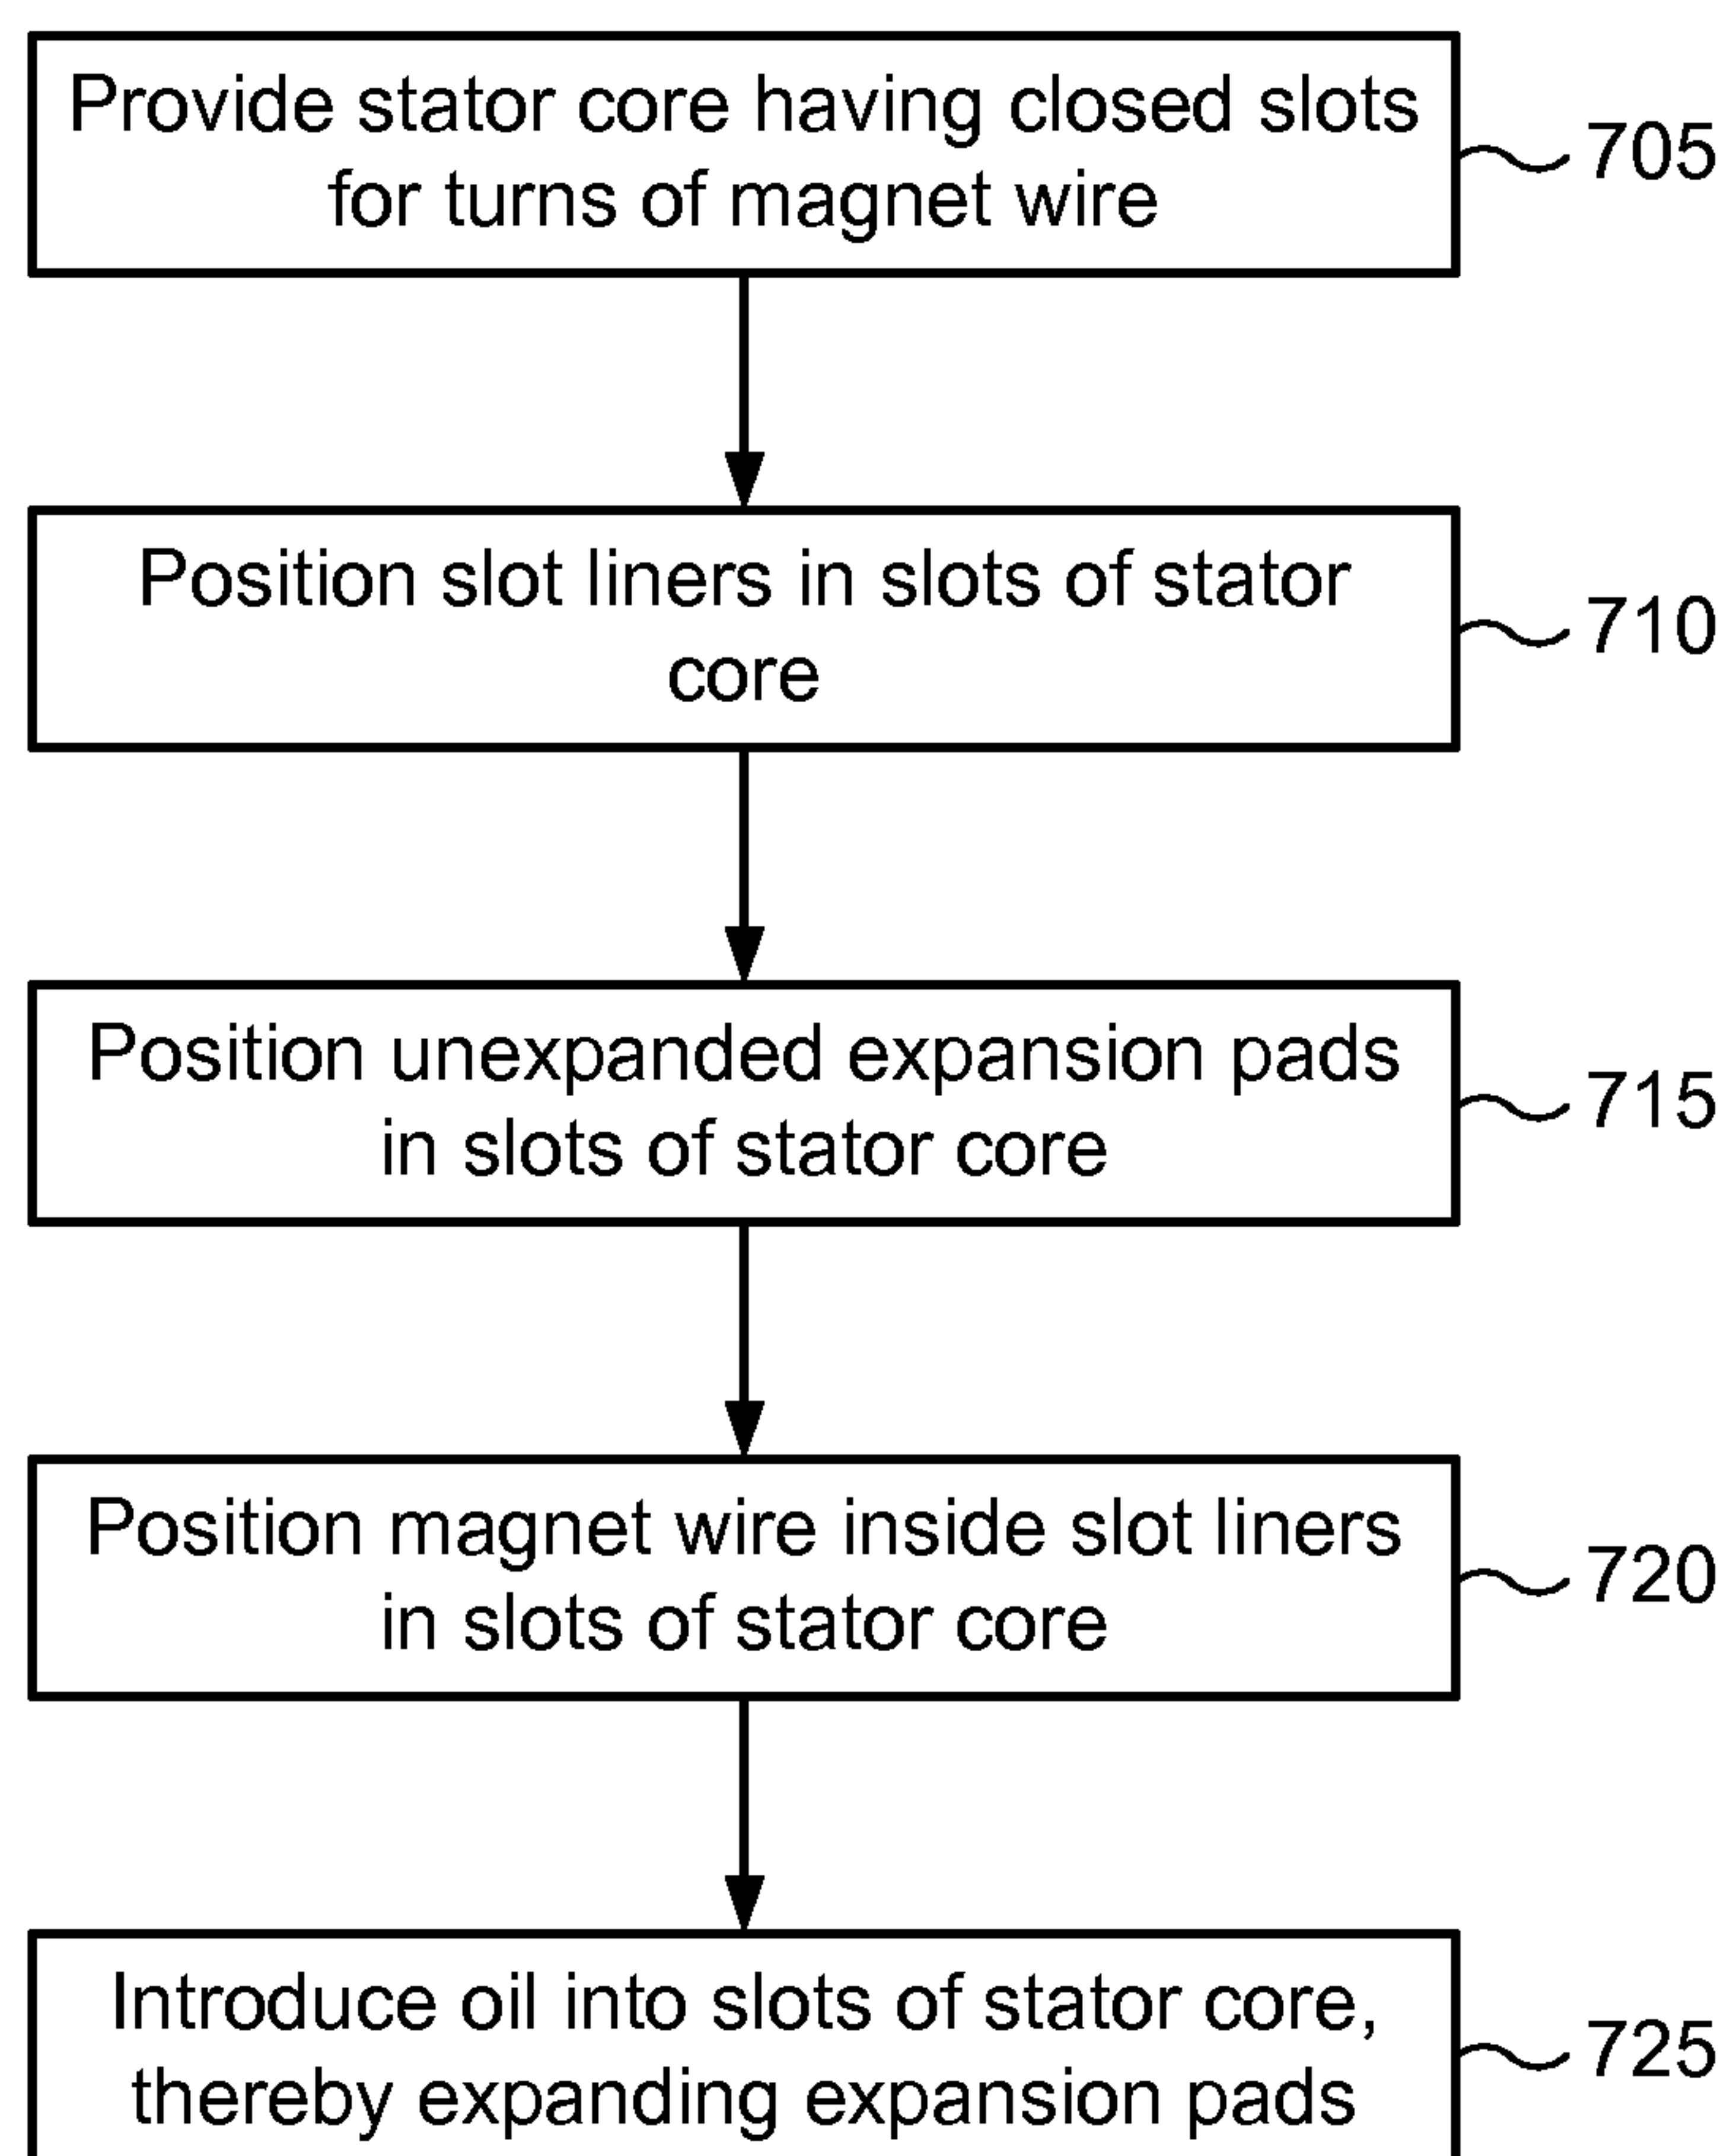 Provide stator core having closed slots
for turns of magnet wire
705
Position slot liners in slots of stator
core
710
Position unexpanded expansion pads
in slots of stator core
715
Position magnet wire inside slot liners
in slots of stator core
720
Introduce oil into slots of stator core,
thereby expanding expansion pads
725